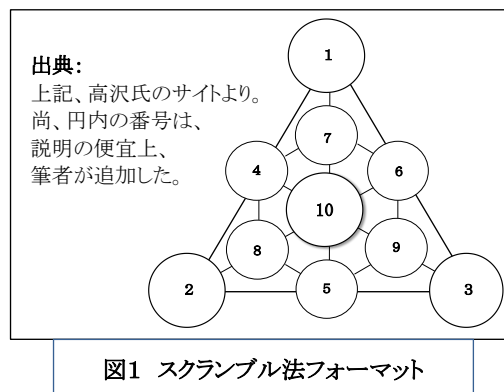 出典：
上記、高沢氏のサイトより。
尚、円内の番号は、
説明の便宜上、
筆者が追加した。
1
7
4
6
10
8
9
2
5
3
図1 スクランブル法フォーマット